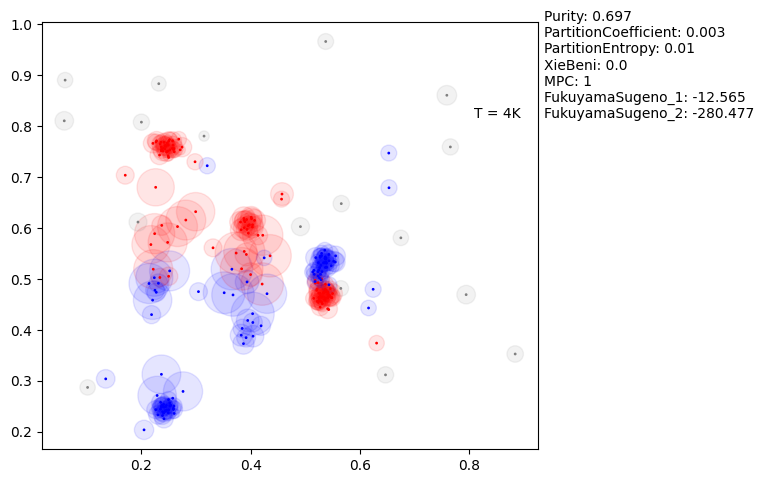 Purity: 0.697
PartitionCoefficient: 0.003
PartitionEntropy: 0.01
XieBeni: 0.0
MPC: 1
FukuyamaSugeno_1: -12.565
FukuyamaSugeno_2: -280.477
T = 4K
1.0
0.9
0.8
0.7
0.6
0.5
0.4
0.3
0.2
0.2 0.4 0.6 0.8